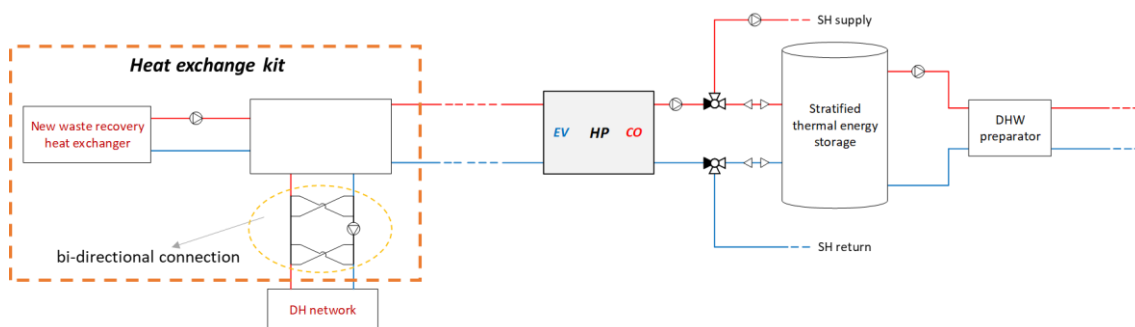 SH supply
Heat exchange kit
New waste recovery
heat exchanger
EV HP CO
Stratified
thermal energy
storage
DHW
preparator
bi-directional connection
SH return
DH network